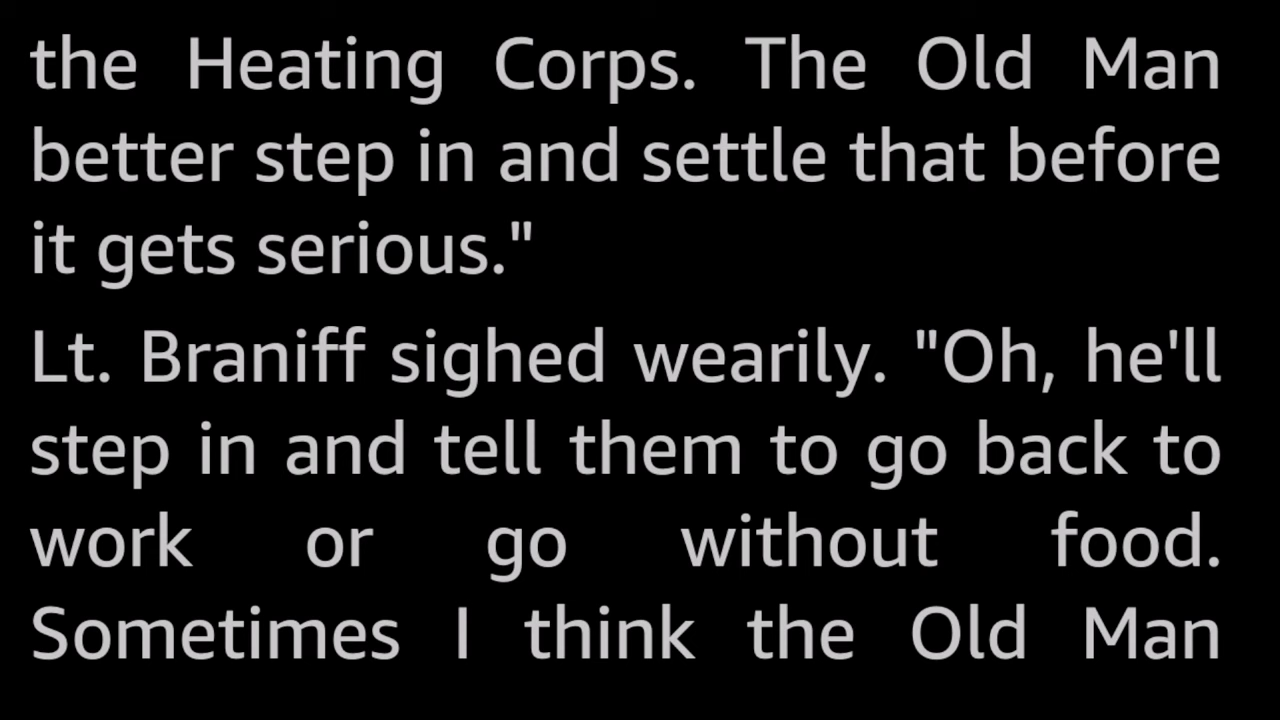 the Heating Corps. The Old Man
better step in and settle that before
it gets serious."
Lt. Braniff sighed wearily. "Oh, he'll
step in and tell them to go back to
work or go without food.
Sometimes I think the Old Man